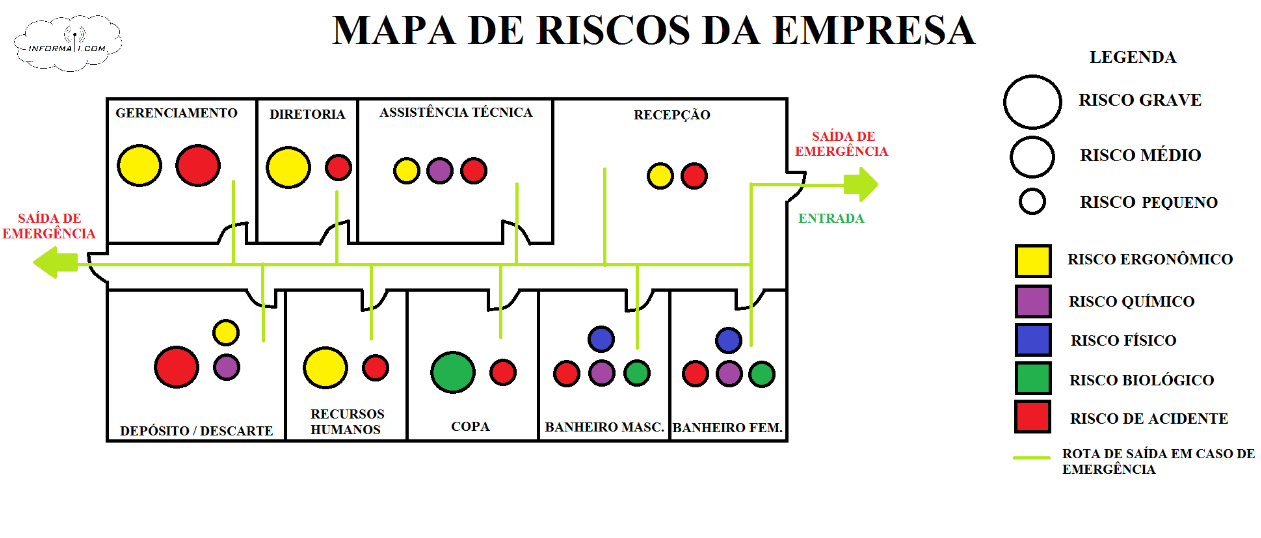 INFORMATI.COM
MAPA DE RISCOS DA EMPRESA
LEGENDA
RISCO GRAVE
RISCO MÉDIO
RISCO PEQUENO
GERENCIAMENTO
DIRETORIA
ASSISTÊNCIA TÉCNICA
RECEPÇÃO
SAÍDA DE
EMERGÊNCIA
ENTRADA
SAÍDA DE
EMERGÊNCIA
RISCO ERGONÔMICO
RISCO QUÍMICO
RISCO FÍSICO
RISCO BIOLÓGICO
RISCO DE ACIDENTE
ROTA DE SAÍDA EM CASO DE
EMERGÊNCIA
DEPÓSITO / DESCARTE
RECURSOS
HUMANOS
COPA
BANHEIRO MASC.
BANHEIRO FEM.